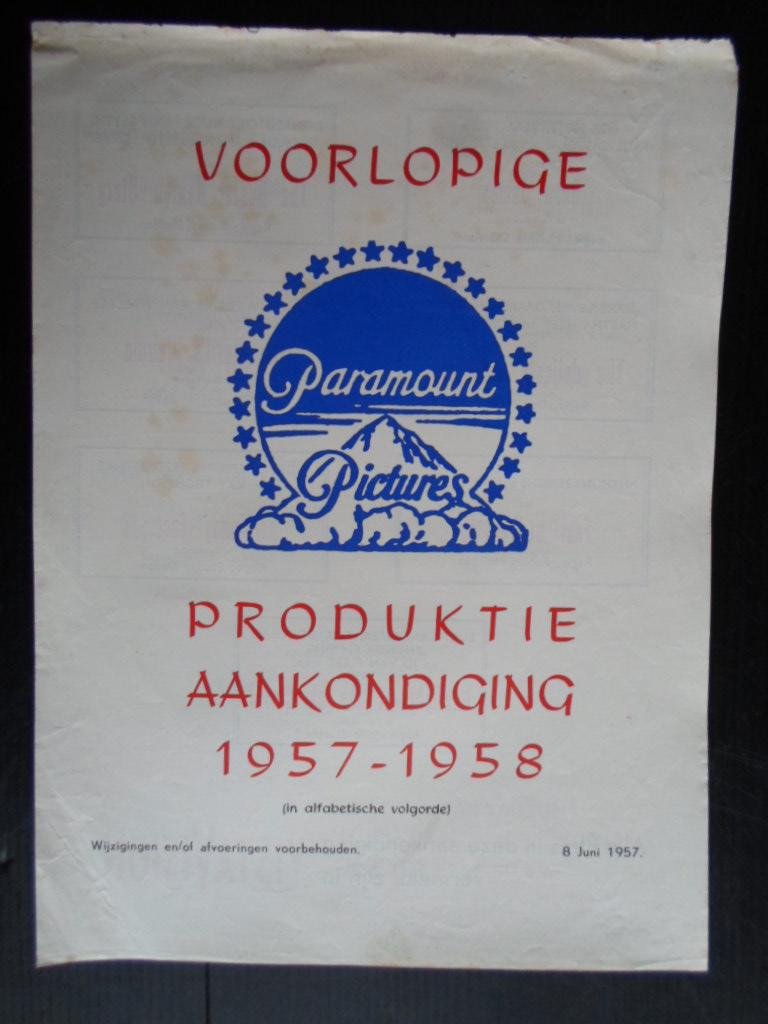 VOORLOPIGE
Paramount
Pictures
PRODUKTIE
AANKONDIGING
1957-1958
(in alfabetische volgorde)
Wijzigingen en/of afvoeringen voorbehouden.
8 Juni 1957.